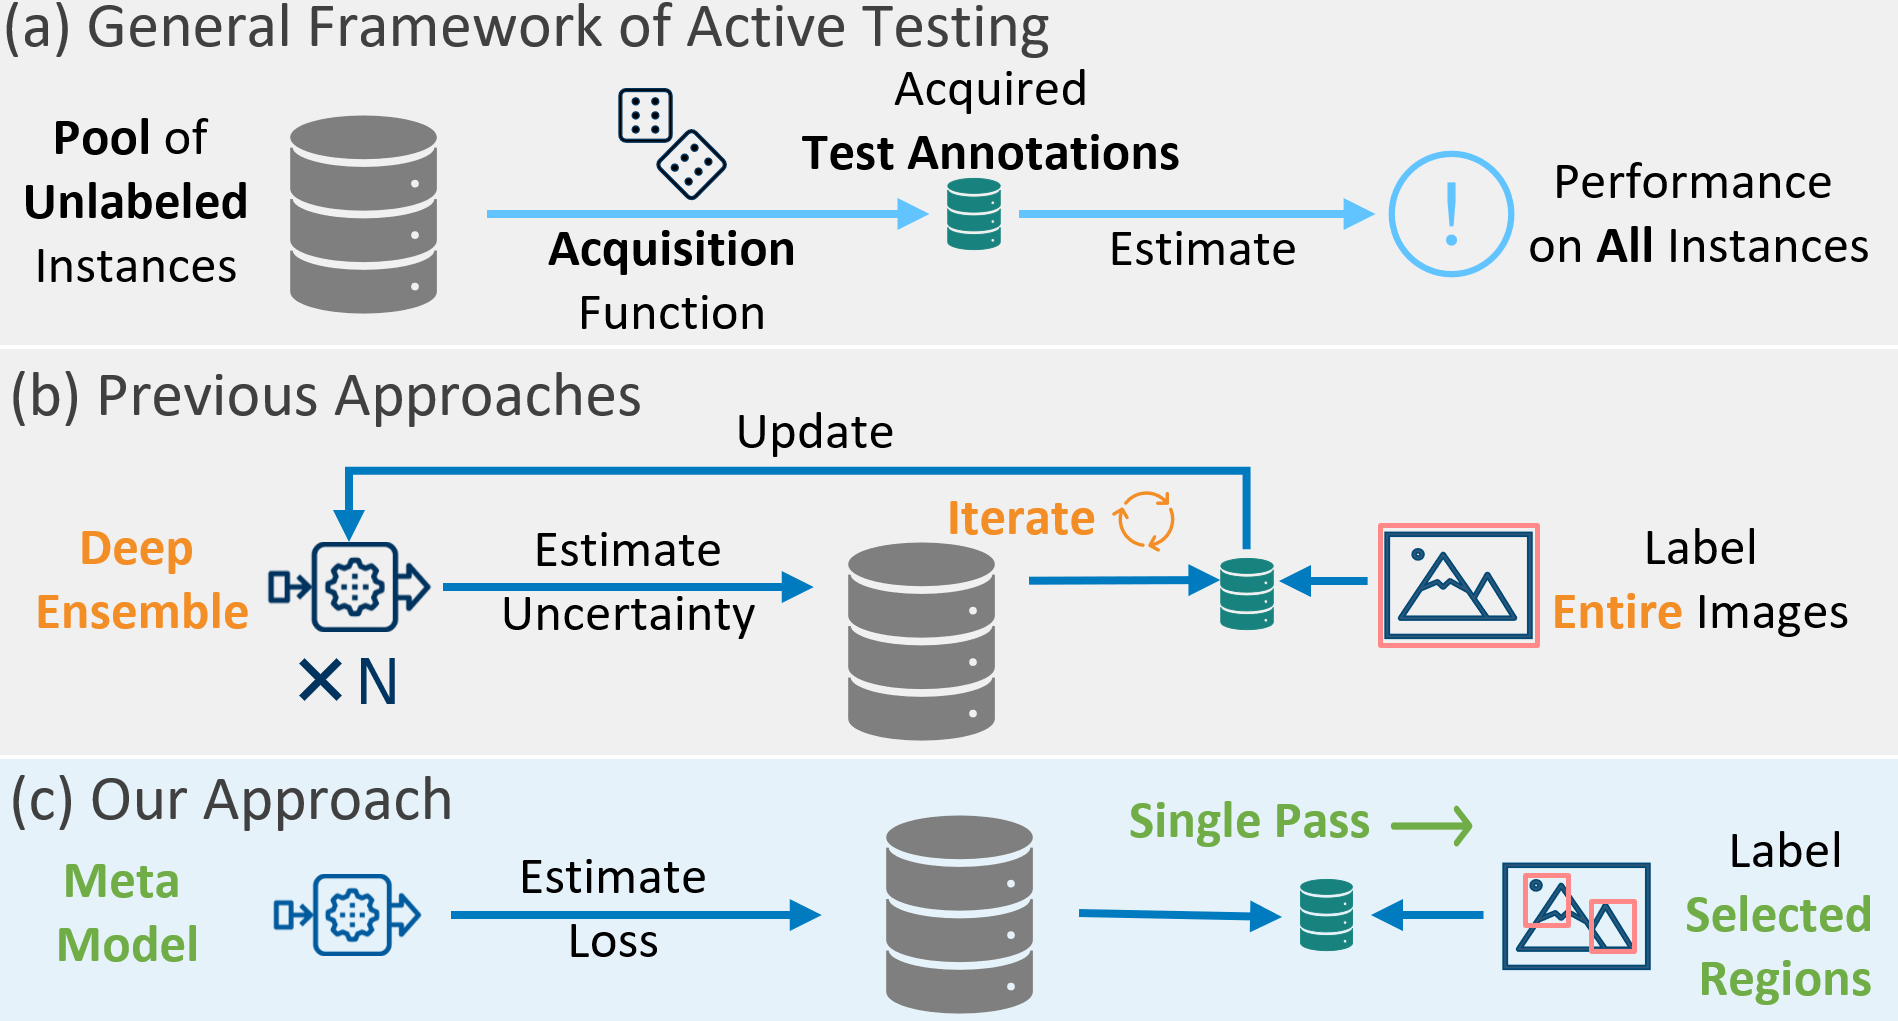 (a) General Framework of Active Testing
Pool of
Unlabeled
Instances
Acquisition
Function
Acquired
Test Annotations
Estimate
!
Performance
on All Instances
(b) Previous Approaches
Update
Deep
Ensemble
× N
Estimate
Uncertainty
Iterate
Label
Entire Images
(c) Our Approach
Meta
Model
Estimate
Loss
Single Pass
Label
Selected
Regions